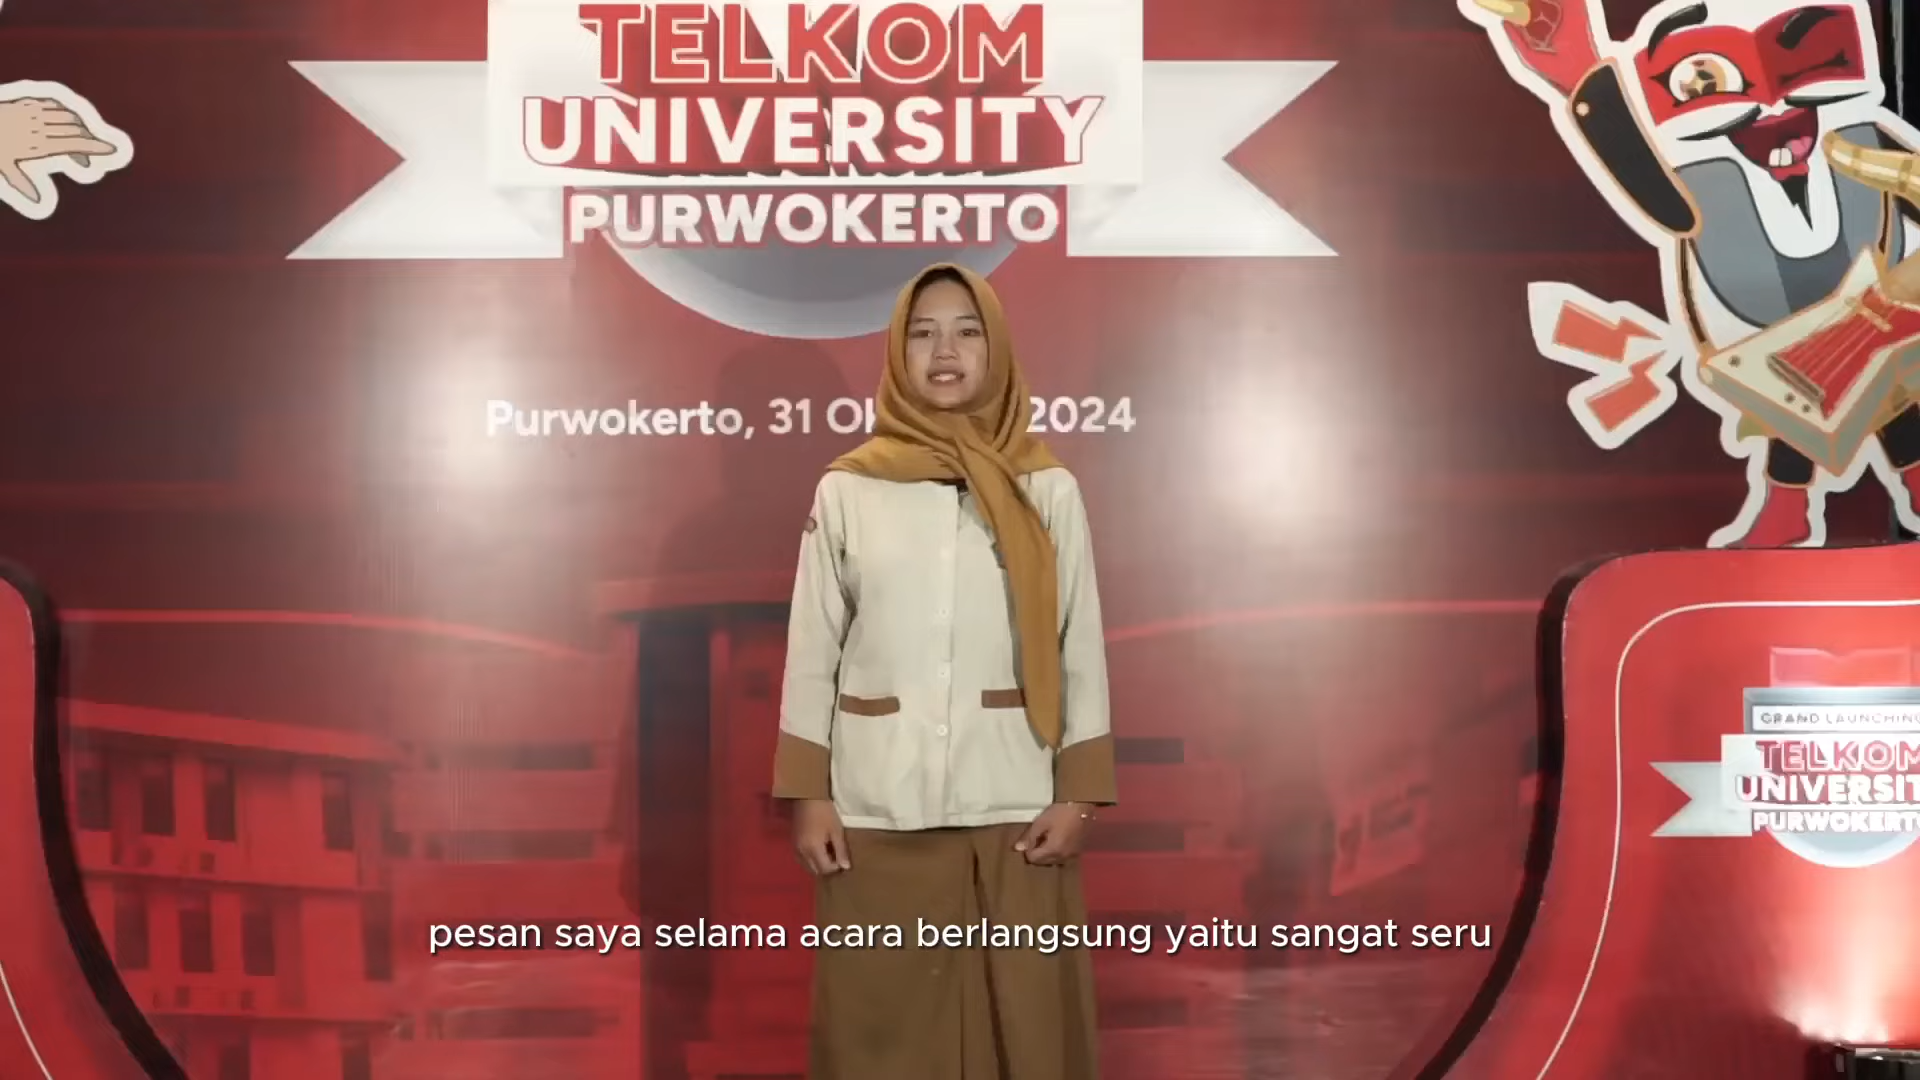 TELKOM
UNIVERSITY
PURWOKERTO
Purwokerto, 31 2024
GRAND LAUNCHING
TELKOM
UNIVERSIT
PURWOKERTO
pesan saya selama acara berlangsung yaitu sangat seru